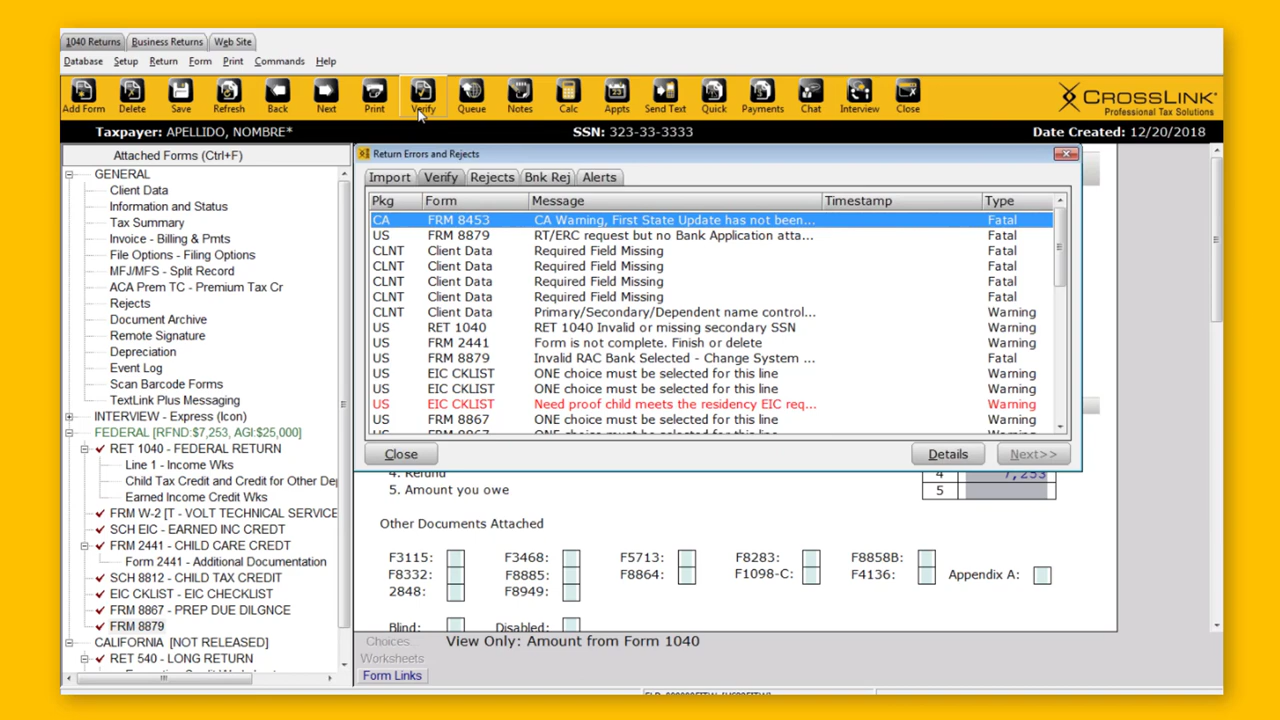 1040 Returns Business Returns Web Site
Database Setup Return Form Print Commands Help
Add Form Delete Save Refresh Back Next Print Verify Queue Notes Calc Appts Send Text Quick Payments Chat Interview Close
CROSSLINK
Professional Tax Solutions
Taxpayer: APELLIDO, NOMBRE* SSN: 323-33-3333 Date Created: 12/20/2018
Attached Forms (Ctrl+F)
GENERAL
Client Data
Information and Status
Tax Summary
Invoice - Billing & Pmts
File Options - Filing Options
MFJ/MFS - Split Record
ACA Prem TC - Premium Tax Cr
Rejects
Document Archive
Remote Signature
Depreciation
Event Log
Scan Barcode Forms
TextLink Plus Messaging
INTERVIEW - Express (Icon)
FEDERAL [RFND:$7,253, AGI:$25,000]
RET 1040 - FEDERAL RETURN
Line 1 - Income Wks
Child Tax Credit and Credit for Other De
Earned Income Credit Wks
FRM W-2 [T - VOLT TECHNICAL SERVICE
SCH EIC - EARNED INC CREDT
FRM 2441 - CHILD CARE CREDT
Form 2441 - Additional Documentation
SCH 8812 - CHILD TAX CREDIT
EIC CKLIST - EIC CHECKLIST
FRM 8867 - PREP DUE DILGNCE
FRM 8879
CALIFORNIA [NOT RELEASED]
RET 540 - LONG RETURN
Return Errors and Rejects
Import Verify Rejects Bnk Rej Alerts
Pkg Form Message Timestamp Type
CA FRM 8453 CA Warning, First State Update has not been... Fatal
US FRM 8879 RT/ERC request but no Bank Application atta... Fatal
CLNT Client Data Required Field Missing Fatal
CLNT Client Data Required Field Missing Fatal
CLNT Client Data Required Field Missing Fatal
CLNT Client Data Required Field Missing Fatal
CLNT Client Data Primary/Secondary/Dependent name control... Warning
US RET 1040 RET 1040 Invalid or missing secondary SSN Warning
US FRM 2441 Form is not complete. Finish or delete Warning
US FRM 8879 Invalid RAC Bank Selected - Change System ... Fatal
US EIC CKLIST ONE choice must be selected for this line Warning
US EIC CKLIST ONE choice must be selected for this line Warning
US EIC CKLIST Need proof child meets the residency EIC req... Warning
US FRM 8867 ONE choice must be selected for this line Warning
US FRM 8867 ONE choice must be selected for this line Warning
Close Details Next>>
4. Refund 4 7,253
5. Amount you owe 5
Other Documents Attached
F3115: F3468: F5713: F8283: F8858B:
F8332: F8885: F8864: F1098-C: F4136: Appendix A:
2848: F8949:
Blind: Disabled:
Choices View Only: Amount from Form 1040
Worksheets
Form Links